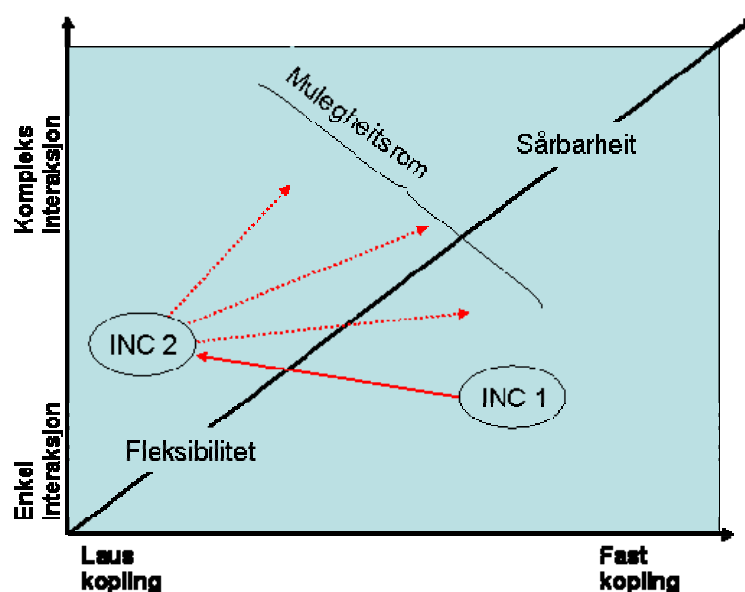 Kompleks
interaksjon
Mulegheitsrom
Sårbarheit
INC 2
INC 1
Fleksibilitet
Enkel
interaksjon
Laus
kopling
Fast
kopling